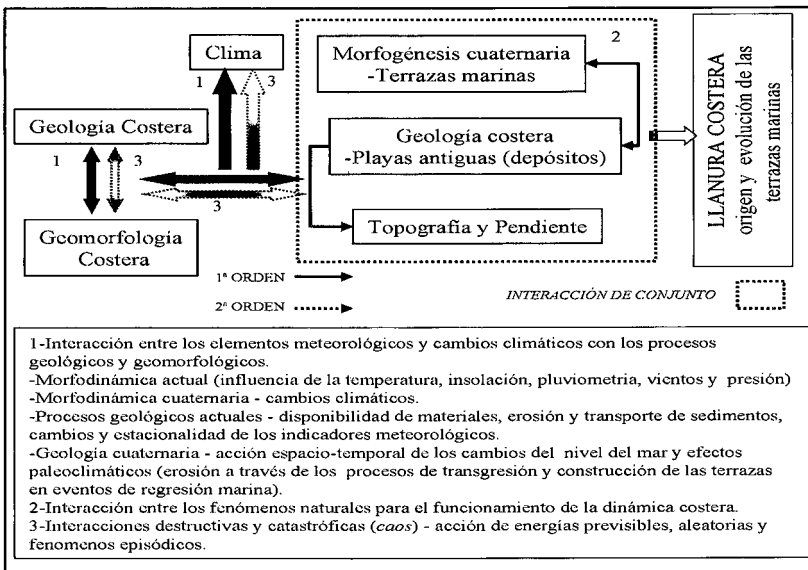 Clima
1
3
2
Morfogénesis cuaternaria
-Terrazas marinas
Geología Costera
1
3
Geología costera
-Playas antiguas (depósitos)
3
Geomorfología
Costera
Topografía y Pendiente
LLANURA COSTERA
origen y evolución de las
terrazas marinas
1ª ORDEN
2ª ORDEN
INTERACCIÓN DE CONJUNTO
1-Interacción entre los elementos meteorológicos y cambios climáticos con los procesos
geológicos y geomorfológicos.
-Morfodinámica actual (influencia de la temperatura, insolación, pluviometria, vientos y presión)
-Morfodinámica cuaternaria - cambios climáticos.
-Procesos geológicos actuales - disponibilidad de materiales, erosión y transporte de sedimentos,
cambios y estacionalidad de los indicadores meteorológicos.
-Geología cuaternaria - acción espacio-temporal de los cambios del nivel del mar y efectos
paleoclimáticos (erosión a través de los procesos de transgresión y construcción de las terrazas
en eventos de regresión marina).
2-Interacción entre los fenómenos naturales para el funcionamiento de la dinámica costera.
3-Interacciones destructivas y catastróficas (caos) - acción de energías previsibles, aleatorias y
fenomenos episódicos.